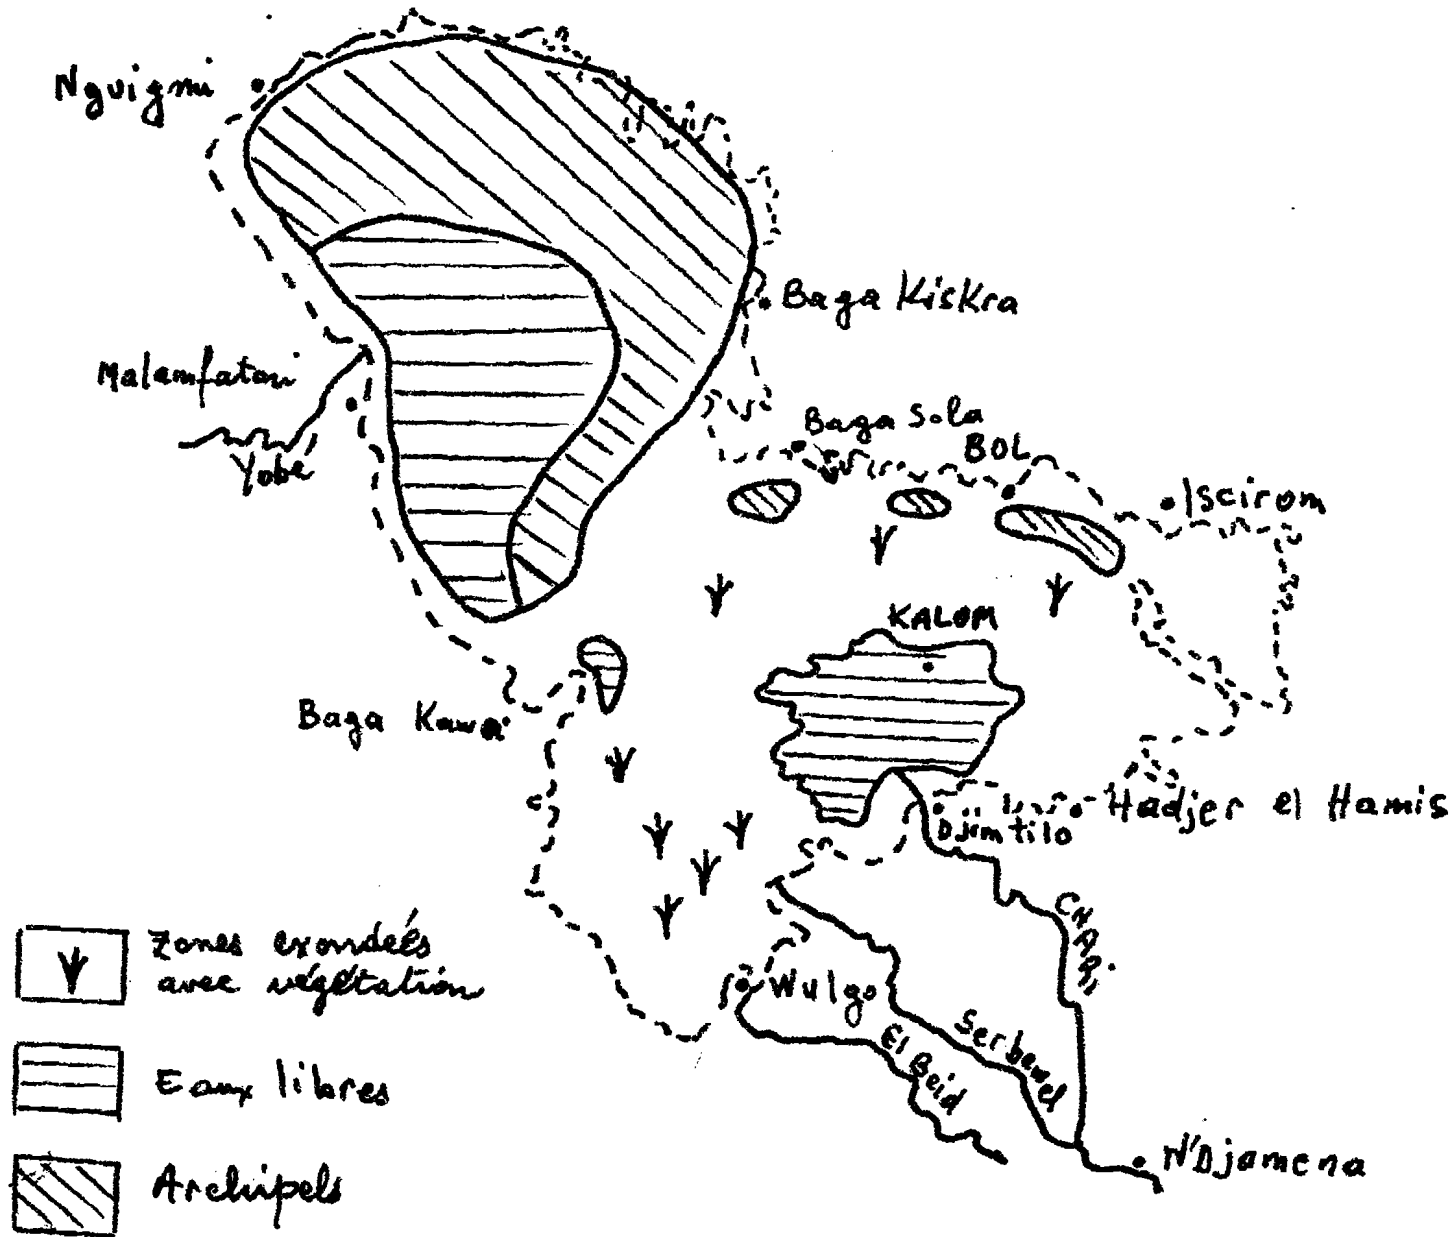 Nguigmi
Baga Kiskra
Malamfatori
Yobé
Baga Sola
BOL
Iscirom
KALOM
Baga Kawa
Djimtilo
Hadjer el Hamis
CHARI
Wulgo
Serbewel
El Beid
N'Djamena
Zones exondées
avec végétation
Eaux libres
Archipels